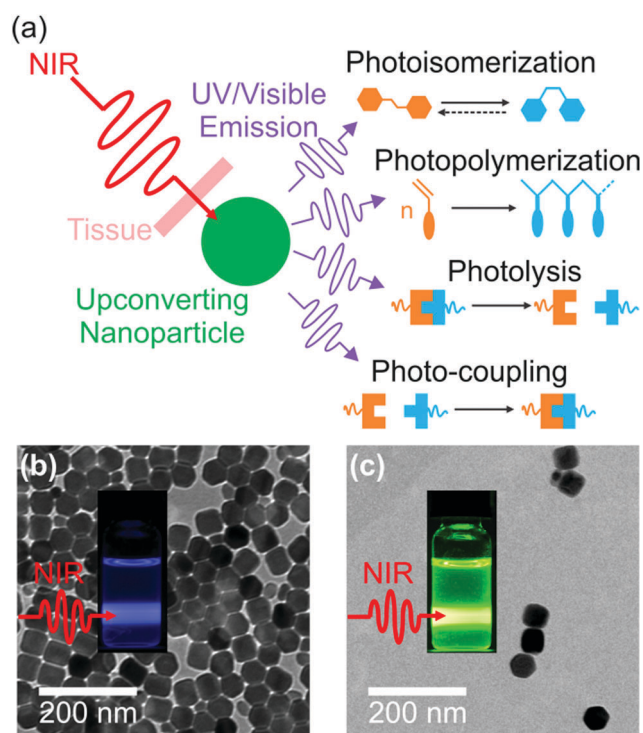 (a)
NIR
UV/Visible
Emission
Tissue
Upconverting
Nanoparticle
Photoisomerization
Photopolymerization
n
Photolysis
Photo-coupling
(b)
NIR
200 nm
(c)
NIR
200 nm